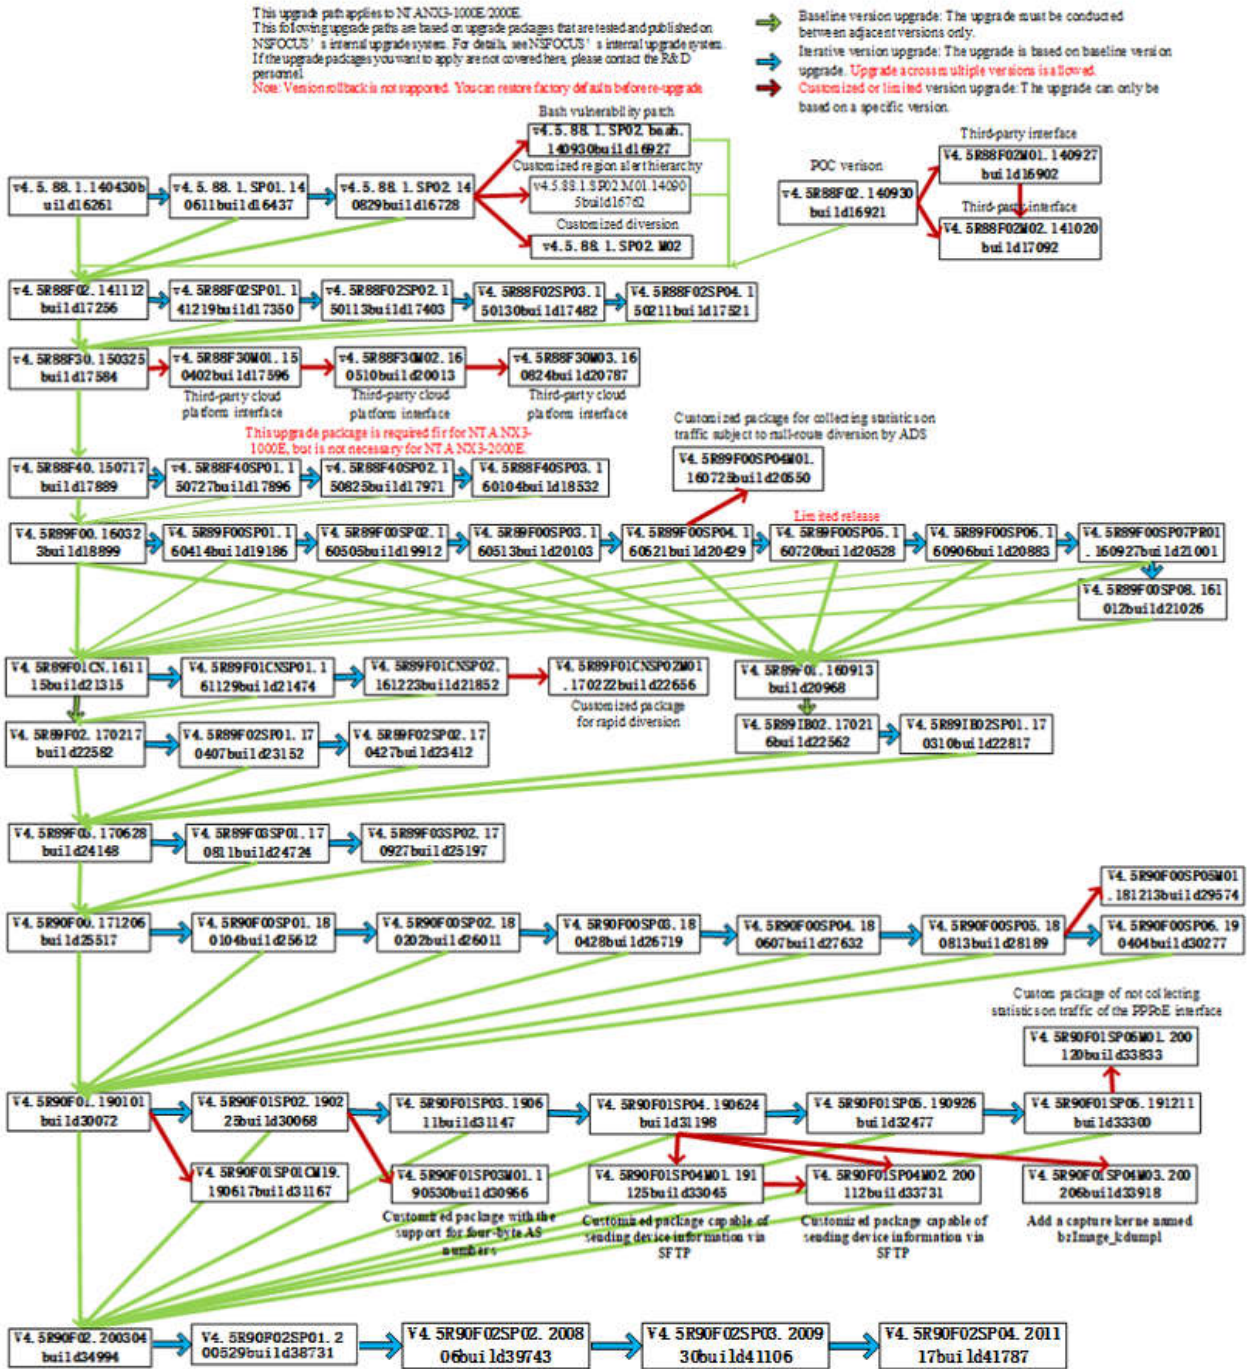 This upgrade path applies to NTANX3-1000E/2000E.
This following upgrade paths are based on upgrade packages that are tested and published on
NSFOCUS' s internal upgrade system. For details, see NSFOCUS' s internal upgrade system.
If the upgrade packages you want to apply are not covered here, please contact the R&D
personnel
Note: Version rollback is not supported. You can restore factory defaults before re-upgrade
Baseline version upgrade: The upgrade must be conducted
between adjacent versions only.
Iterative version upgrade: The upgrade is based on baseline version
upgrade. Upgrade across multiple versions is allowed.
Customized or limited version upgrade: The upgrade can only be
based on a specific version.
Bash vulnerability patch
v4.5.88.1.SP02.bash.
140930build16927
Customized region alert hierarchy
v4.5.88.1.140430b
uild16261
v4.5.88.1.SP01.14
0611build16437
v4.5.88.1.SP02.14
0829build16728
v4.5.88.1.SP02.M01.14090
5build16762
Customized diversion
v4.5.88.1.SP02.M02
POC verison
v4.5R88F02.140930
build16921
Third-party interface
V4.5R88F02M01.140927
build16902
Third-party interface
V4.5R88F02M02.141020
build17092
v4.5R88F02.141112
build17256
v4.5R88F02SP01.1
41219build17350
v4.5R88F02SP02.1
50113build17403
V4.5R88F02SP03.1
50130build17482
V4.5R88F02SP04.1
50211build17521
v4.5R88F30.150325
build17584
v4.5R88F30M01.15
0402build17596
v4.5R88F30M02.16
0510build20013
v4.5R88F30M03.16
0824build20787
Third-party cloud
platform interface
Third-party cloud
platform interface
Third-party cloud
platform interface
This upgrade package is required fir for NTANX3-
1000E, but is not necessary for NTANX3-2000E.
Customized package for collecting statistics on
traffic subject to null-route diversion by ADS
V4.5R88F40.150717
build17889
v4.5R88F40SP01.1
50727build17896
v4.5R88F40SP02.1
50825build17971
V4.5R88F40SP03.1
60104build18532
V4.5R89F00SP04M01.
160725build20550
Limited release
V4.5R89F00.16032
3build18899
V4.5R89F00SP01.1
60414build19186
V4.5R89F00SP02.1
60505build19912
V4.5R89F00SP03.1
60513build20103
V4.5R89F00SP04.1
60621build20429
V4.5R89F00SP05.1
60720build20528
V4.5R89F00SP06.1
60906build20883
V4.5R89F00SP07PR01
.160927build21001
V4.5R89F00SP08.161
012build21026
V4.5R89F01CN.1611
15build21315
V4.5R89F01CNSP01.1
61129build21474
V4.5R89F01CNSP02.
161223build21852
V4.5R89F01CNSP02M01
.170222build22656
Customized package
for rapid diversion
V4.5R89F01.160913
build20968
V4.5R89F02.170217
build22582
V4.5R89F02SP01.17
0407build23152
V4.5R89F02SP02.17
0427build23412
V4.5R89IB02.17021
6build22562
V4.5R89IB02SP01.17
0310build22817
V4.5R89F03.170628
build24148
V4.5R89F03SP01.17
0811build24724
V4.5R89F03SP02.17
0927build25197
V4.5R90F00SP05M01
.181213build29574
V4.5R90F00.171206
build25517
V4.5R90F00SP01.18
0104build25612
V4.5R90F00SP02.18
0202build26011
V4.5R90F00SP03.18
0428build26719
V4.5R90F00SP04.18
0607build27632
V4.5R90F00SP05.18
0813build28189
V4.5R90F00SP06.19
0404build30277
Custom package of not collecting
statistics on traffic of the PPPoE interface
V4.5R90F01SP06M01.200
120build33833
V4.5R90F01.190101
build30072
V4.5R90F01SP02.1902
25build30068
V4.5R90F01SP03.1906
11build31147
V4.5R90F01SP04.190624
build31198
V4.5R90F01SP05.190926
build32477
V4.5R90F01SP06.191211
build33300
V4.5R90F01SP01CM19.
190617build31167
V4.5R90F01SP03M01.1
90530build30966
V4.5R90F01SP04M01.191
125build33045
V4.5R90F01SP04M02.200
112build33731
V4.5R90F01SP04M03.200
206build33918
Customized package with the
support for four-byte AS
numbers
Customized package capable of
sending device information via
SFTP
Customized package capable of
sending device information via
SFTP
Add a capture kerne named
bzImage_kdump1
V4.5R90F02.200304
build34994
V4.5R90F02SP01.2
00529build38731
V4.5R90F02SP02.2008
06build39743
V4.5R90F02SP03.2009
30build41106
V4.5R90F02SP04.2011
17build41787